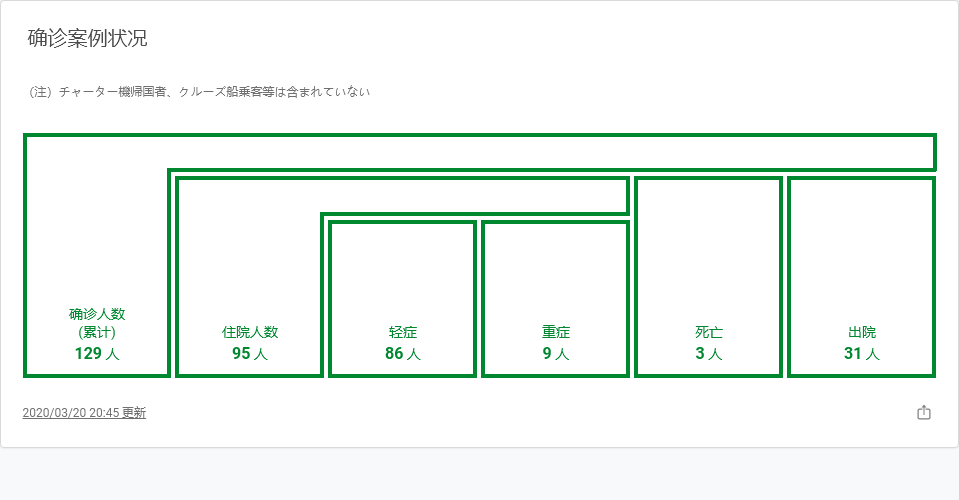 确诊案例状况
（注）チャーター機帰国者、クルーズ船乗客等は含まれていない
确诊人数
(累计)
129 人
住院人数
95 人
轻症
86 人
重症
9 人
死亡
3 人
出院
31 人
2020/03/20 20:45 更新